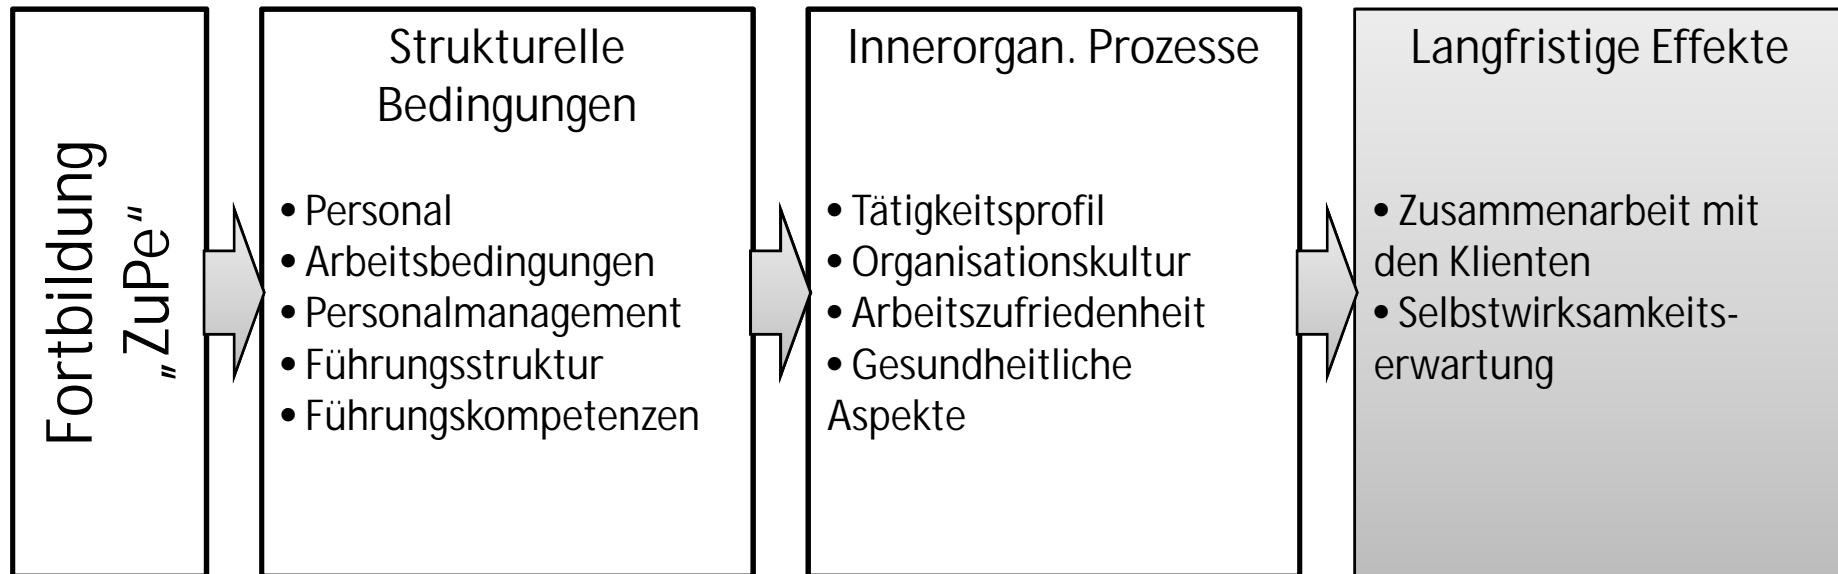 Fortbildung
„ZuPe“
Strukturelle
Bedingungen
• Personal
• Arbeitsbedingungen
• Personalmanagement
• Führungsstruktur
• Führungskompetenzen
Innerorgan. Prozesse
• Tätigkeitsprofil
• Organisationskultur
• Arbeitszufriedenheit
• Gesundheitliche
Aspekte
Langfristige Effekte
• Zusammenarbeit mit
den Klienten
• Selbstwirksamkeits-
erwartung